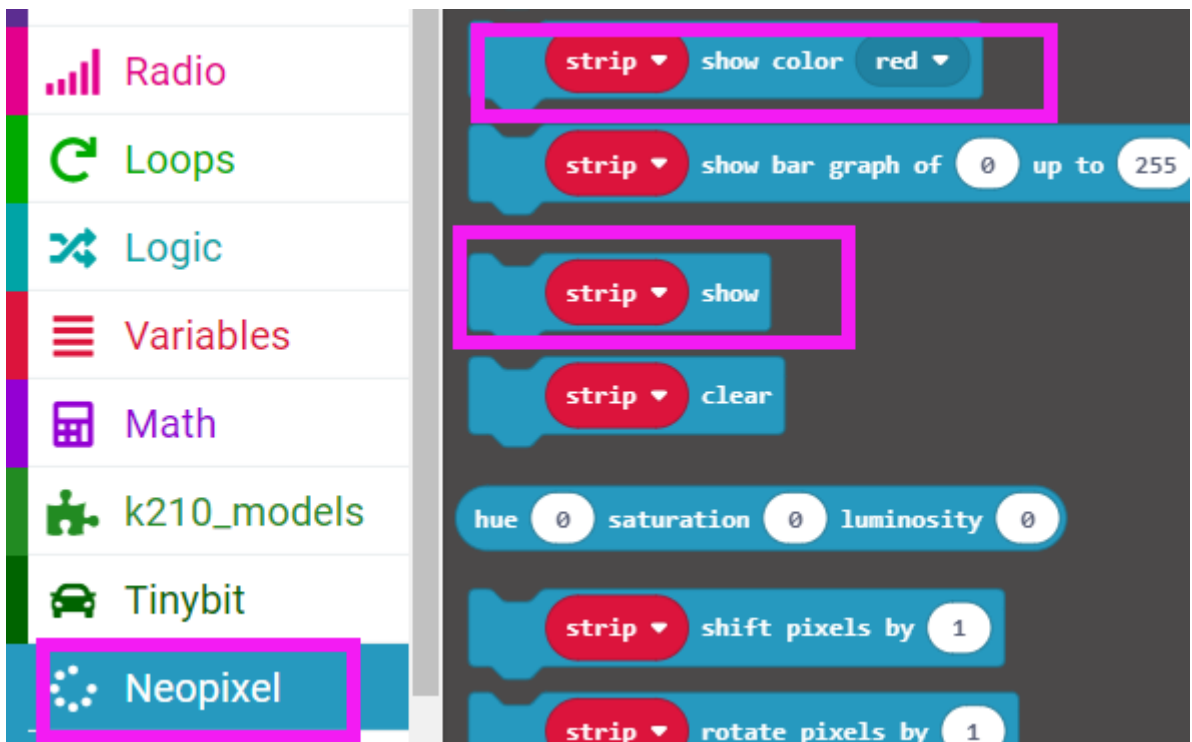 Radio
Loops
Logic
Variables
Math
k210_models
Tinybit
Neopixel
strip show color red
strip show bar graph of 0 up to 255
strip show
strip clear
hue 0 saturation 0 luminosity 0
strip shift pixels by 1
strip rotate pixels by 1